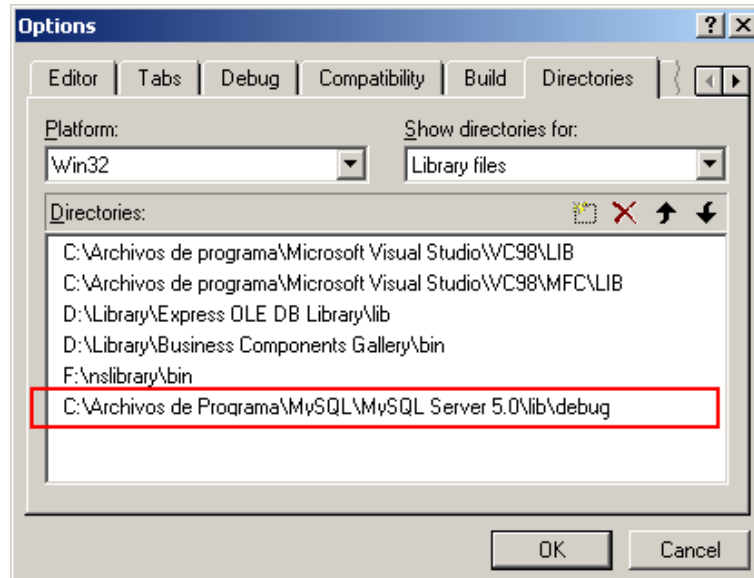 Options
Editor Tabs Debug Compatibility Build Directories
Platform: Show directories for:
Win32 Library files
Directories:
C:\Archivos de programa\Microsoft Visual Studio\VC98\LIB
C:\Archivos de programa\Microsoft Visual Studio\VC98\MFC\LIB
D:\Library\Express OLE DB Library\lib
D:\Library\Business Components Gallery\bin
F:\nslibrary\bin
C:\Archivos de Programa\MySQL\MySQL Server 5.0\lib\debug
OK Cancel